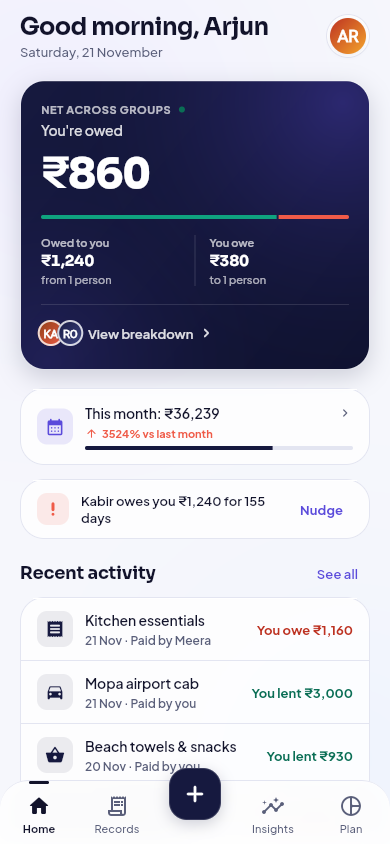 Good morning, Arjun
Saturday, 21 November
AR
NET ACROSS GROUPS
You're owed
₹860
Owed to you
₹1,240
from 1 person
You owe
₹380
to 1 person
KA RO View breakdown
This month: ₹36,239
↑ 3524% vs last month
Kabir owes you ₹1,240 for 155
days
Nudge
Recent activity
See all
Kitchen essentials
21 Nov · Paid by Meera
You owe ₹1,160
Mopa airport cab
21 Nov · Paid by you
You lent ₹3,000
Beach towels & snacks
20 Nov · Paid by you
You lent ₹930
Home
Records
Insights
Plan